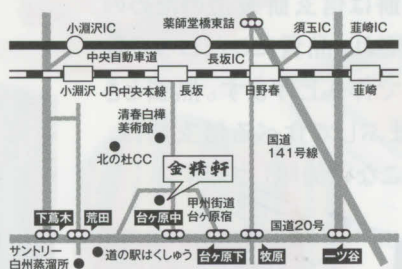 小淵沢IC
薬師堂橋東詰
須玉IC
韮崎IC
中央自動車道
長坂IC
小淵沢
JR中央本線
長坂
日野春
韮崎
清春白樺
美術館
北の杜CC
国道
141号線
金精軒
甲州街道
台ヶ原宿
下蔦木
荒田
台ヶ原中
国道20号
サントリー
白州蒸溜所
道の駅はくしゅう
台ヶ原下
牧原
一ツ谷